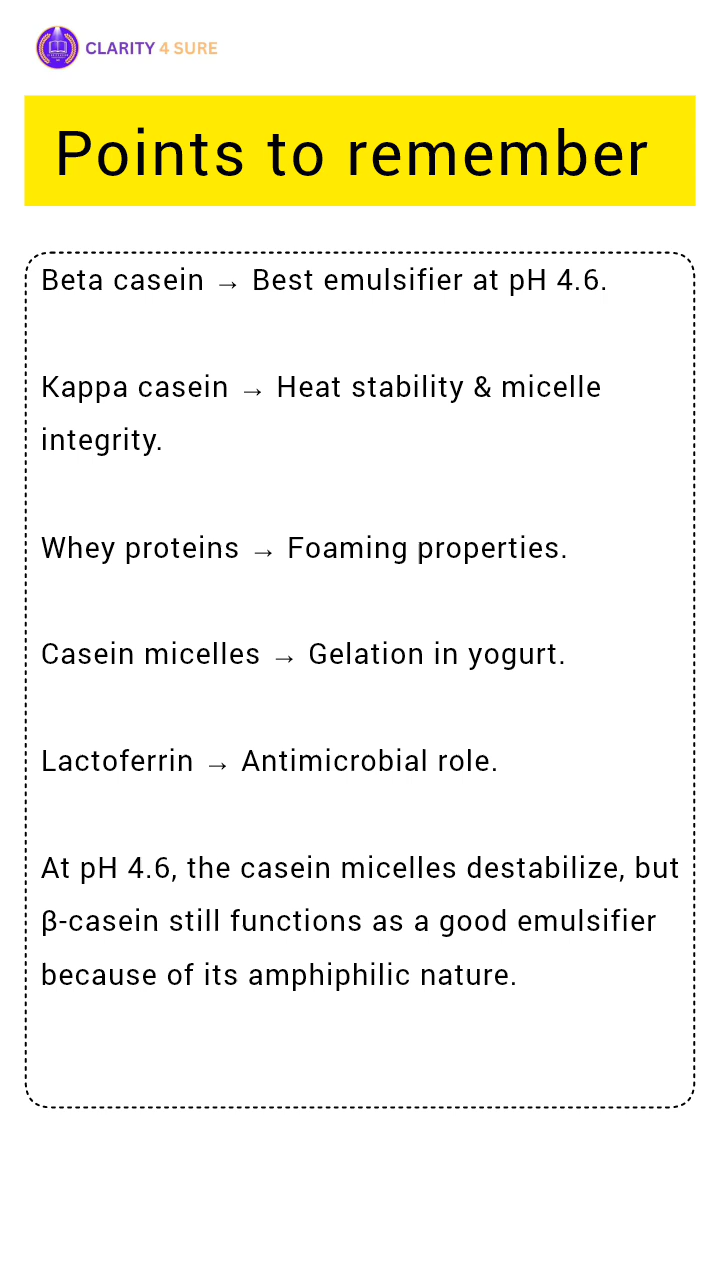 CLARITY 4 SURE
Points to remember
Beta casein → Best emulsifier at pH 4.6.
Kappa casein → Heat stability & micelle
integrity.
Whey proteins → Foaming properties.
Casein micelles → Gelation in yogurt.
Lactoferrin → Antimicrobial role.
At pH 4.6, the casein micelles destabilize, but
β-casein still functions as a good emulsifier
because of its amphiphilic nature.